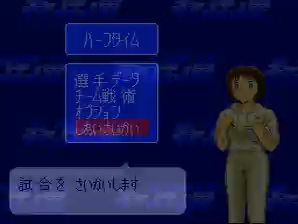 ハーフタイム
選手データ
チーム戦術
オプション
しあいさいかい
試合を さいかいします